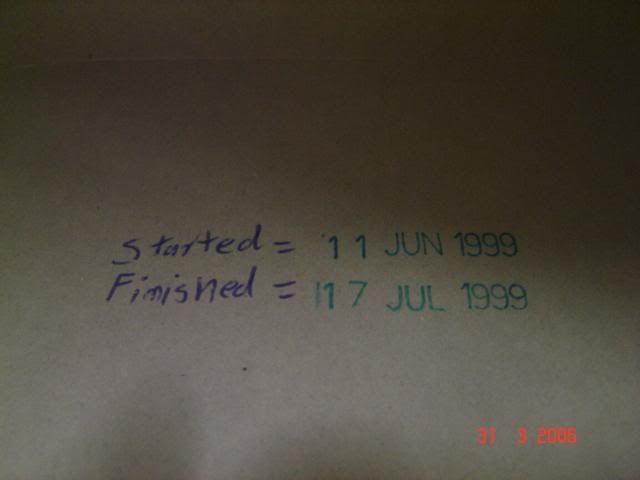 Started = 11 JUN 1999
Finished = 17 JUL 1999
31 3 2006